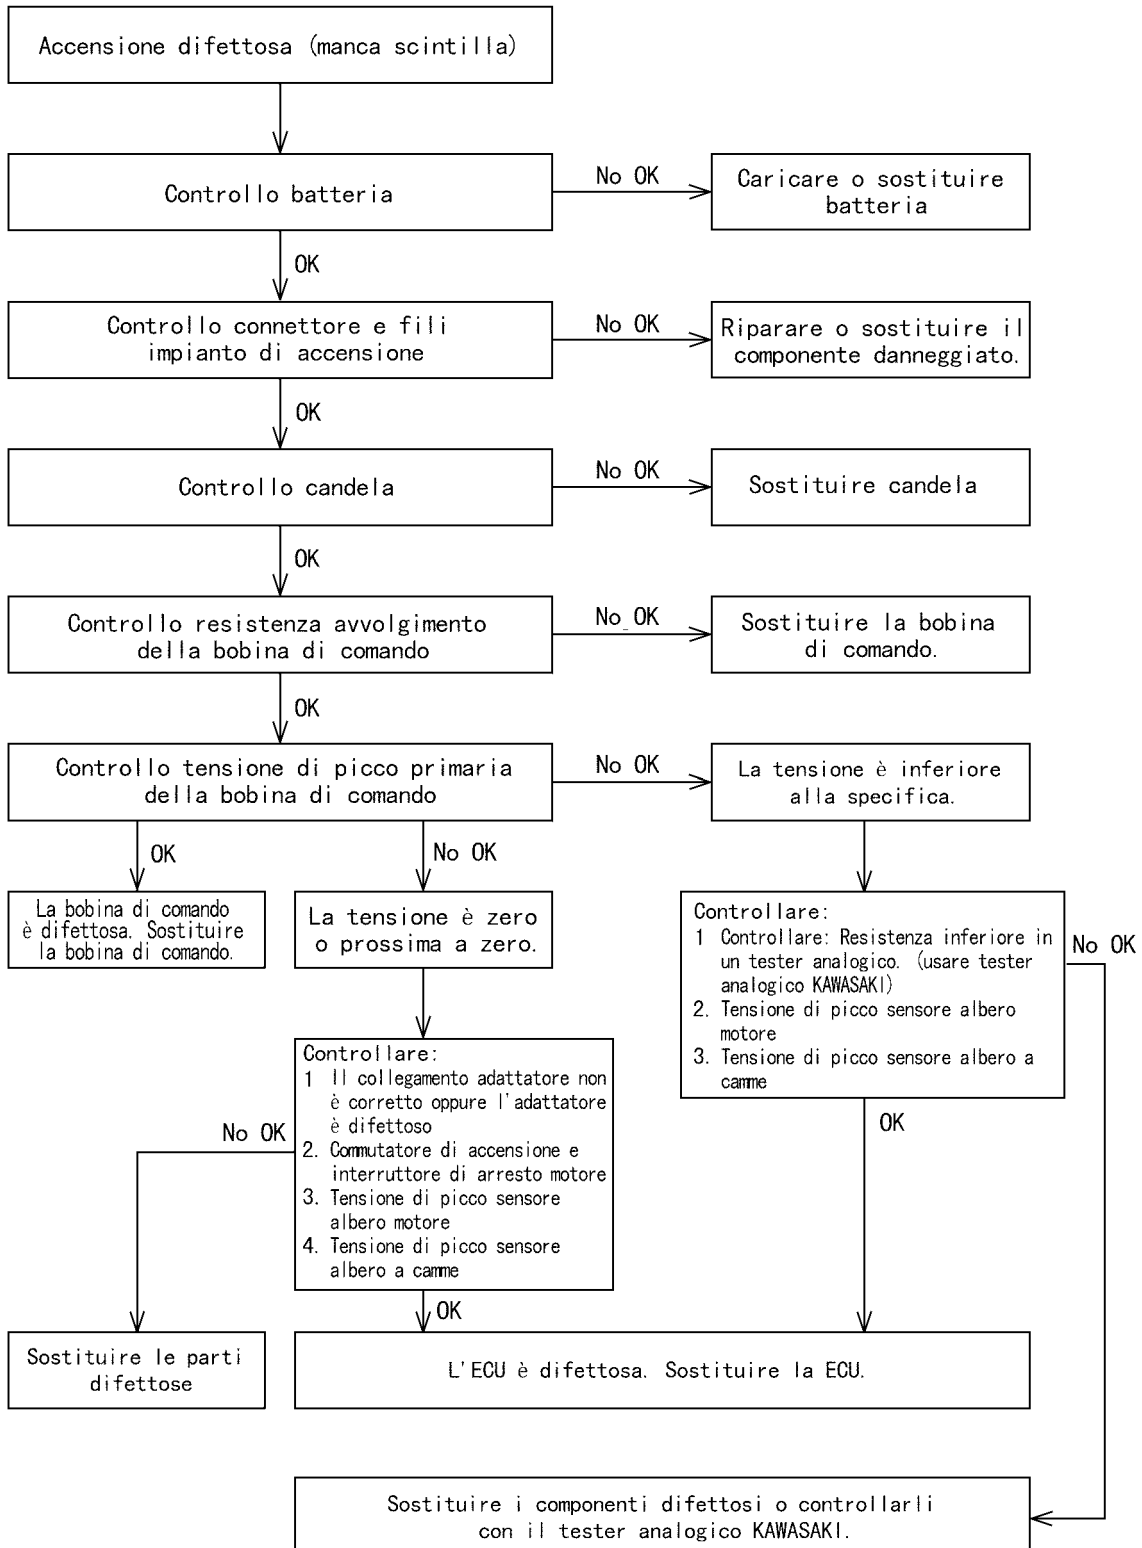 Accensione difettosa (manca scintilla)
Controllo batteria
No OK
Caricare o sostituire
batteria
OK
Controllo connettore e fili
impianto di accensione
No OK
Riparare o sostituire il
componente danneggiato.
OK
Controllo candela
No OK
Sostituire candela
OK
Controllo resistenza avvolgimento
della bobina di comando
No OK
Sostituire la bobina
di comando.
OK
Controllo tensione di picco primaria
della bobina di comando
No OK
La tensione è inferiore
alla specifica.
OK
No OK
La bobina di comando
è difettosa. Sostituire
la bobina di comando.
La tensione è zero
o prossima a zero.
Controllare:
1 Controllare: Resistenza inferiore in
un tester analogico. (usare tester
analogico KAWASAKI)
2. Tensione di picco sensore albero
motore
3. Tensione di picco sensore albero a
camme
No OK
Controllare:
1 Il collegamento adattatore non
è corretto oppure l'adattatore
è difettoso
2. Commutatore di accensione e
interruttore di arresto motore
3. Tensione di picco sensore
albero motore
4. Tensione di picco sensore
albero a camme
No OK
OK
OK
Sostituire le parti
difettose
L'ECU è difettosa. Sostituire la ECU.
Sostituire i componenti difettosi o controllarli
con il tester analogico KAWASAKI.